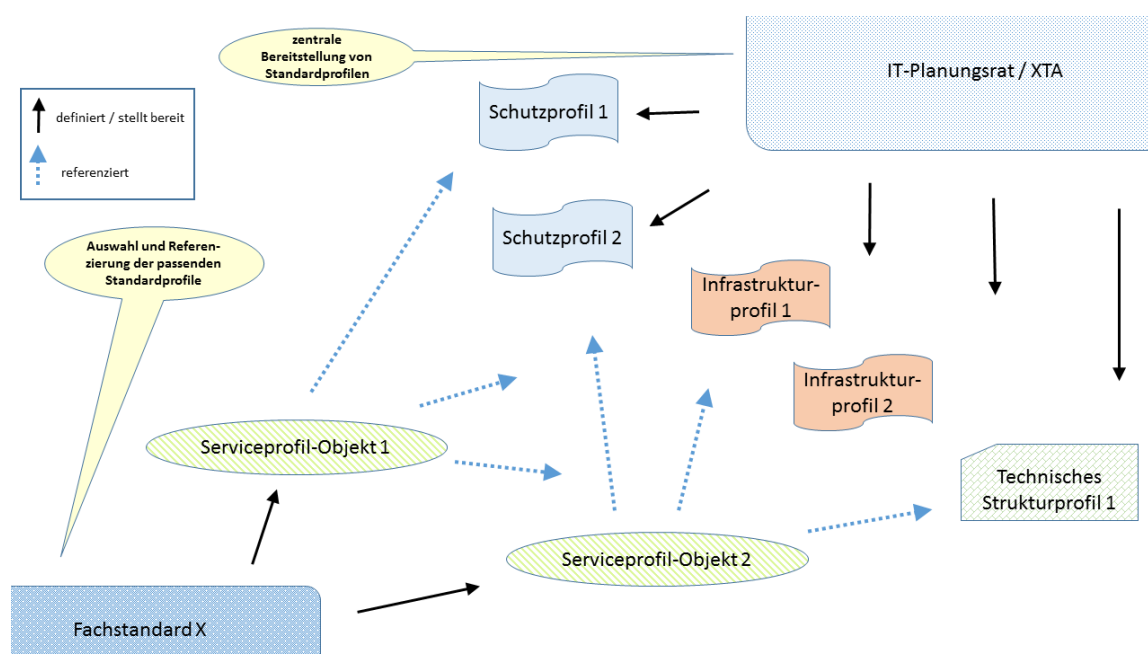 zentrale
Bereitstellung von
Standardprofilen
IT-Planungsrat / XTA
definiert / stellt bereit
referenziert
Schutzprofil 1
Schutzprofil 2
Auswahl und Referen-
zierung der passenden
Standardprofile
Infrastruktur-
profil 1
Infrastruktur-
profil 2
Serviceprofil-Objekt 1
Technisches
Strukturprofil 1
Serviceprofil-Objekt 2
Fachstandard X